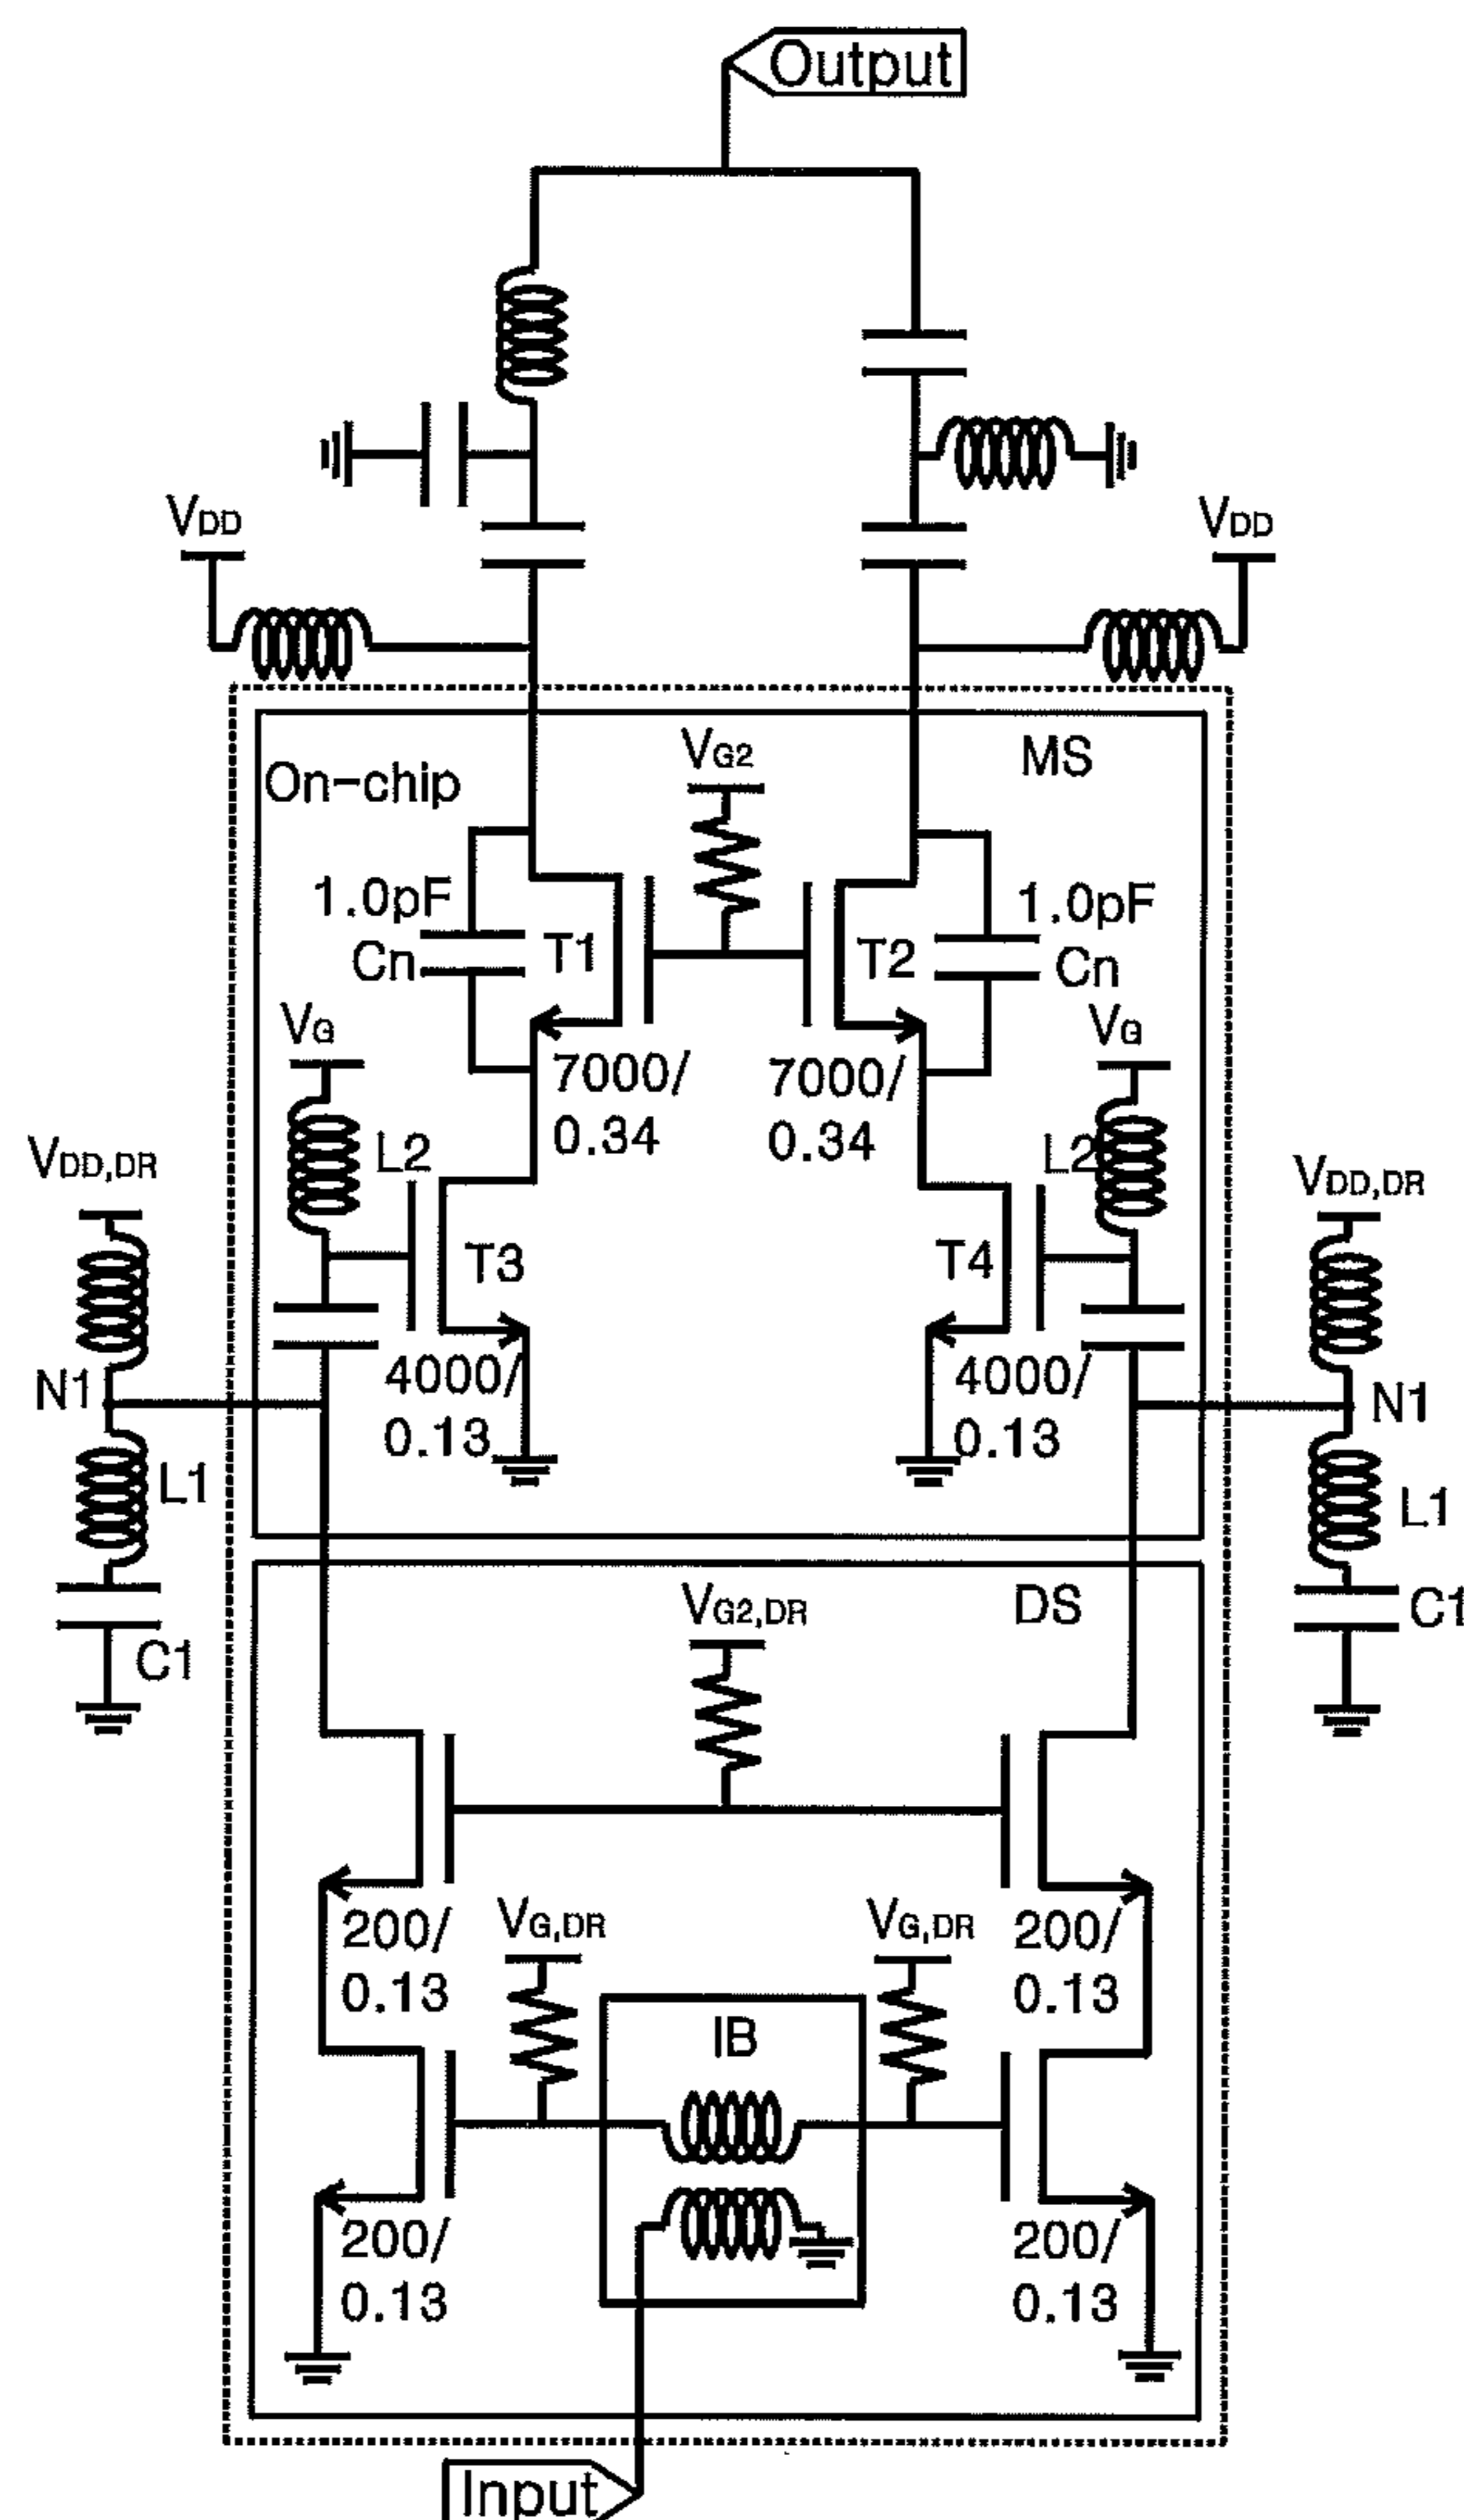 Output
VDD
VDD
On-chip
VG2
MS
1.0pF
Cn
T1
T2
1.0pF
Cn
VG
7000/
0.34
7000/
0.34
VG
VDD,DR
L2
L2
VDD,DR
T3
T4
N1
4000/
0.13
4000/
0.13
N1
L1
L1
C1
VG2,DR
DS
C1
200/
0.13
VG,DR
VG,DR
200/
0.13
IB
200/
0.13
200/
0.13
Input